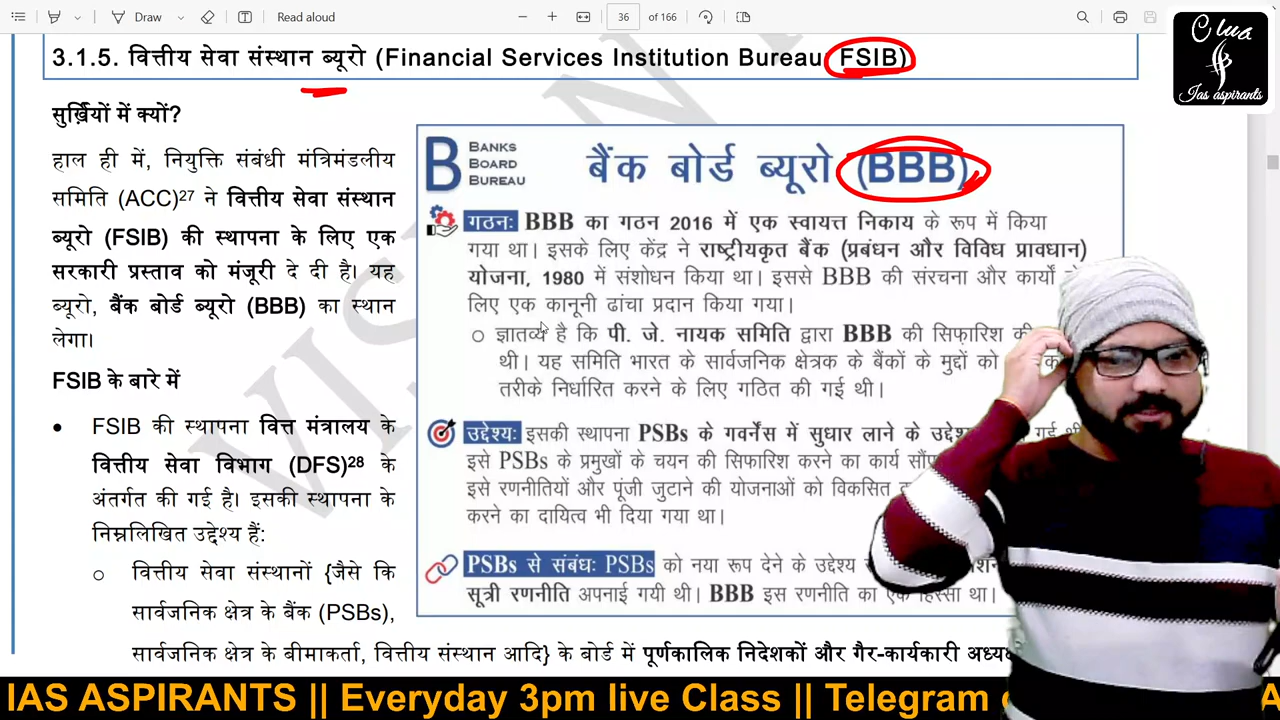 Draw
Read aloud
36
of 166
Clua
Ias aspirants
3.1.5. वित्तीय सेवा संस्थान ब्यूरो (Financial Services Institution Bureau FSIB)
सुर्ख़ियों में क्यों?
हाल ही में, नियुक्ति संबंधी मंत्रिमंडलीय
समिति (ACC)27 ने वित्तीय सेवा संस्थान
ब्यूरो (FSIB) की स्थापना के लिए एक
सरकारी प्रस्ताव को मंजूरी दे दी है। यह
ब्यूरो, बैंक बोर्ड ब्यूरो (BBB) का स्थान
लेगा।
FSIB के बारे में
• FSIB की स्थापना वित्त मंत्रालय के
वित्तीय सेवा विभाग (DFS)28 के
अंतर्गत की गई है। इसकी स्थापना के
निम्नलिखित उद्देश्य हैं:
o वित्तीय सेवा संस्थानों {जैसे कि
सार्वजनिक क्षेत्र के बैंक (PSBs),
सार्वजनिक क्षेत्र के बीमाकर्ता, वित्तीय संस्थान आदि} के बोर्ड में पूर्णकालिक निदेशकों और गैर-कार्यकारी
B BANKS
BOARD
BUREAU
बैंक बोर्ड ब्यूरो (BBB)
गठनः BBB का गठन 2016 में एक स्वायत्त निकाय के रूप में किया
गया था। इसके लिए केंद्र ने राष्ट्रीयकृत बैंक (प्रबंधन और विविध प्रावधान)
योजना, 1980 में संशोधन किया था। इससे BBB की संरचना और कार्यों
लिए एक कानूनी ढांचा प्रदान किया गया।
o ज्ञातव्य है कि पी. जे. नायक समिति द्वारा BBB की सिफ़ारिश की
थी। यह समिति भारत के सार्वजनिक क्षेत्रक के बैंकों के मुद्दों को
तरीके निर्धारित करने के लिए गठित की गई थी।
उद्देश्यः इसकी स्थापना PSBs के गवर्नेंस में सुधार लाने के
इसे PSBs के प्रमुखों के चयन की सिफारिश करने का कार्य
इसे रणनीतियों और पूंजी जुटाने की योजनाओं को विकसित
करने का दायित्व भी दिया गया था।
PSBs से संबंधः PSBs को नया रूप देने के उद्देश्य
सूत्री रणनीति अपनाई गयी थी। BBB इस रणनीति का एक हिस्सा था।
VISION
IAS ASPIRANTS || Everyday 3pm live Class || Telegram